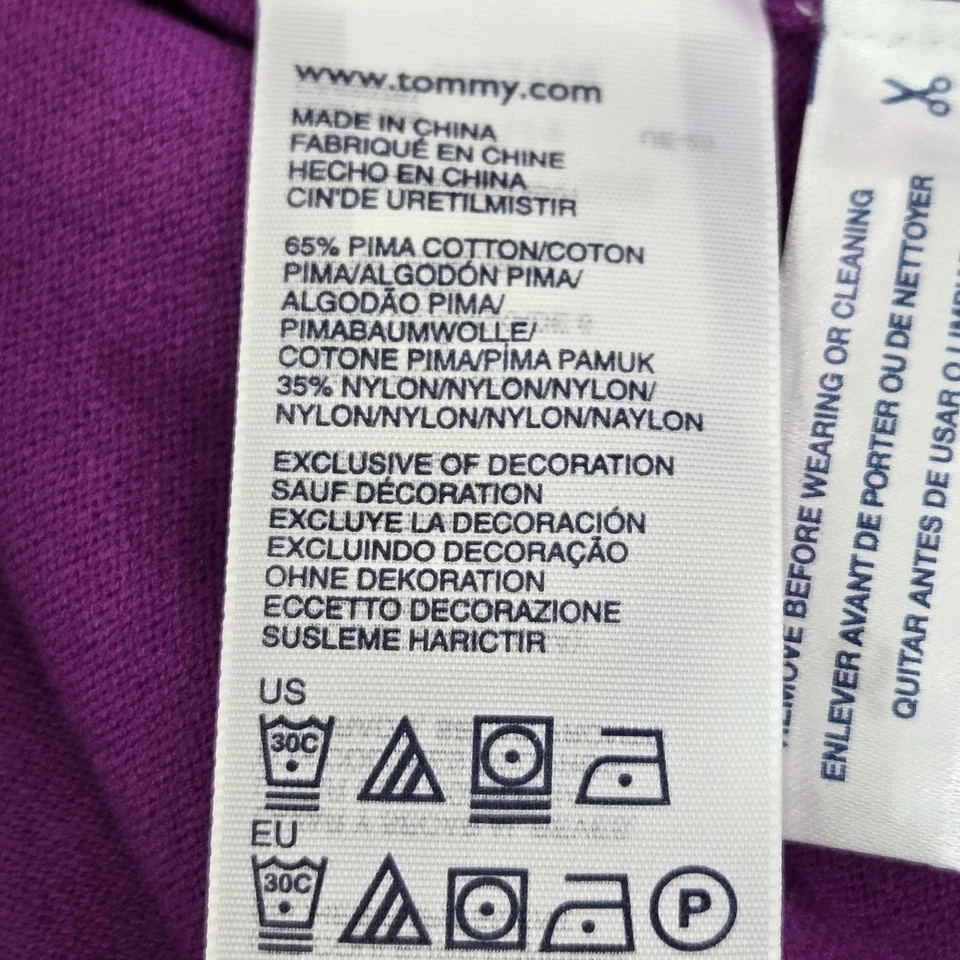 www.tommy.com
MADE IN CHINA
FABRIQUÉ EN CHINE
HECHO EN CHINA
CIN'DE URETILMISTIR
65% PIMA COTTON/COTON
PIMA/ALGODÓN PIMA/
ALGODÃO PIMA/
PIMABAUMWOLLE/
COTONE PIMA/PIMA PAMUK
35% NYLON/NYLON/NYLON/
NYLON/NYLON/NYLON/NAYLON
EXCLUSIVE OF DECORATION
SAUF DÉCORATION
EXCLUYE LA DECORACIÓN
EXCLUINDO DECORAÇÃO
OHNE DEKORATION
ECCETTO DECORAZIONE
SUSLEME HARICTIR
US
30C
EU
30C
P
REMOVE BEFORE WEARING OR CLEANING
ENLEVER AVANT DE PORTER OU DE NETTOYER
QUITAR ANTES DE USAR O